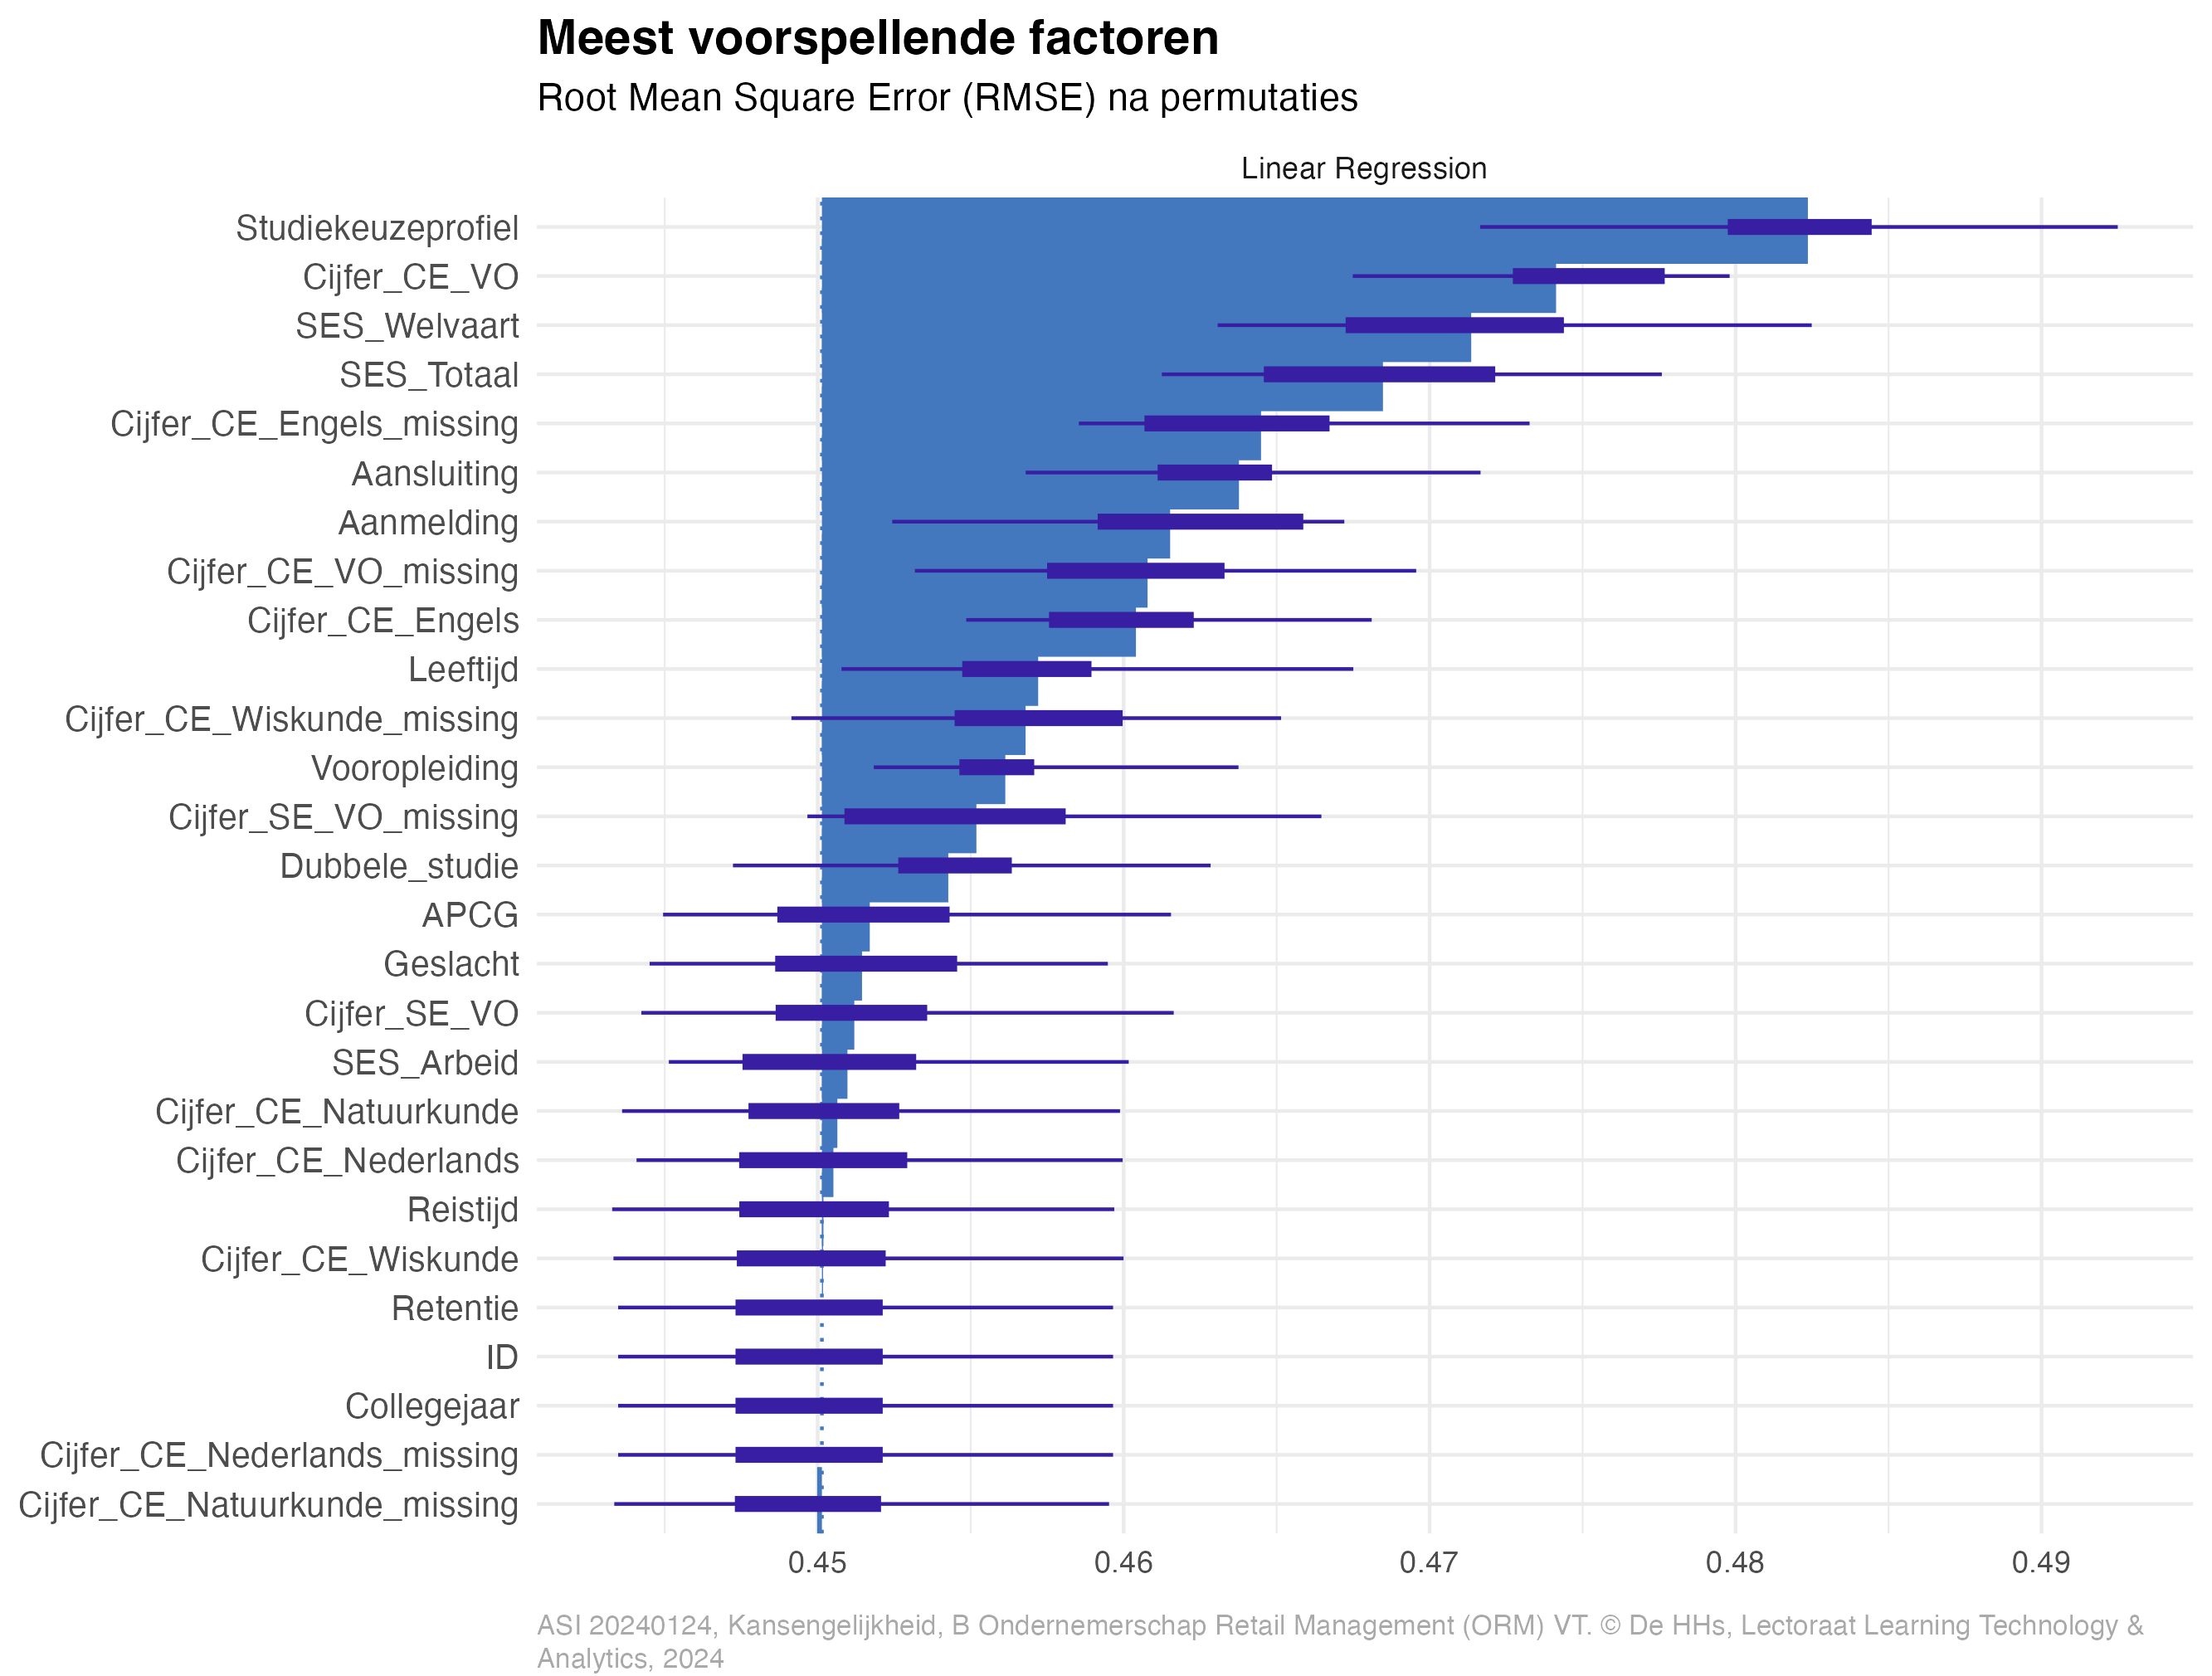 Meest voorspellende factoren
Root Mean Square Error (RMSE) na permutaties
Linear Regression
Studiekeuzeprofiel
Cijfer_CE_VO
SES_Welvaart
SES_Totaal
Cijfer_CE_Engels_missing
Aansluiting
Aanmelding
Cijfer_CE_VO_missing
Cijfer_CE_Engels
Leeftijd
Cijfer_CE_Wiskunde_missing
Vooropleiding
Cijfer_SE_VO_missing
Dubbele_studie
APCG
Geslacht
Cijfer_SE_VO
SES_Arbeid
Cijfer_CE_Natuurkunde
Cijfer_CE_Nederlands
Reistijd
Cijfer_CE_Wiskunde
Retentie
ID
Collegejaar
Cijfer_CE_Nederlands_missing
Cijfer_CE_Natuurkunde_missing
0.45 0.46 0.47 0.48 0.49
ASI 20240124, Kansengelijkheid, B Ondernemerschap Retail Management (ORM) VT. © De HHs, Lectoraat Learning Technology &
Analytics, 2024